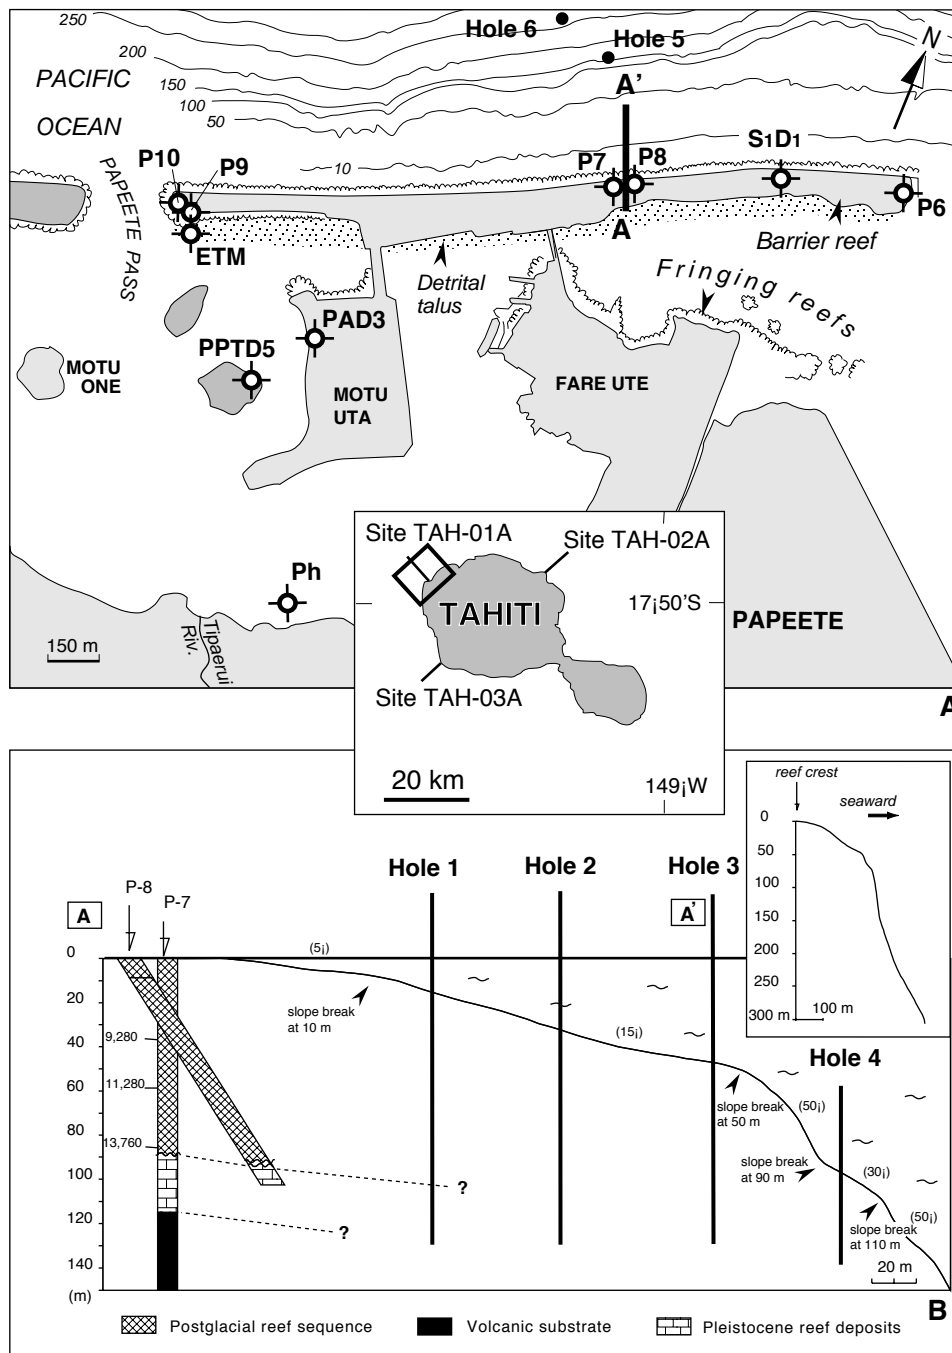 250
Hole 6
Hole 5
N
200
PACIFIC
150
A'
100
OCEAN
50
S1D1
P10
P9
10
P7
P8
PAPEETE PASS
P6
A
ETM
Barrier reef
Detrital
talus
Fringing reefs
PAD3
PPTD5
MOTU
ONE
MOTU
UTA
FARE UTE
Site TAH-01A
Site TAH-02A
Ph
17¡50'S
TAHITI
PAPEETE
Tipaerui
Riv.
150 m
Site TAH-03A
A
20 km
149¡W
reef crest
seaward
0
50
100
150
200
250
300 m
100 m
Hole 1
Hole 2
Hole 3
P-8
P-7
A
A'
0
(5¡)
20
slope break
at 10 m
9,280
40
(15¡)
Hole 4
11,280
60
slope break
at 50 m
(50¡)
80
13,760
slope break
at 90 m
100
?
(30¡)
120
?
(50¡)
slope break
at 110 m
140
(m)
20 m
B
Postglacial reef sequence
Volcanic substrate
Pleistocene reef deposits